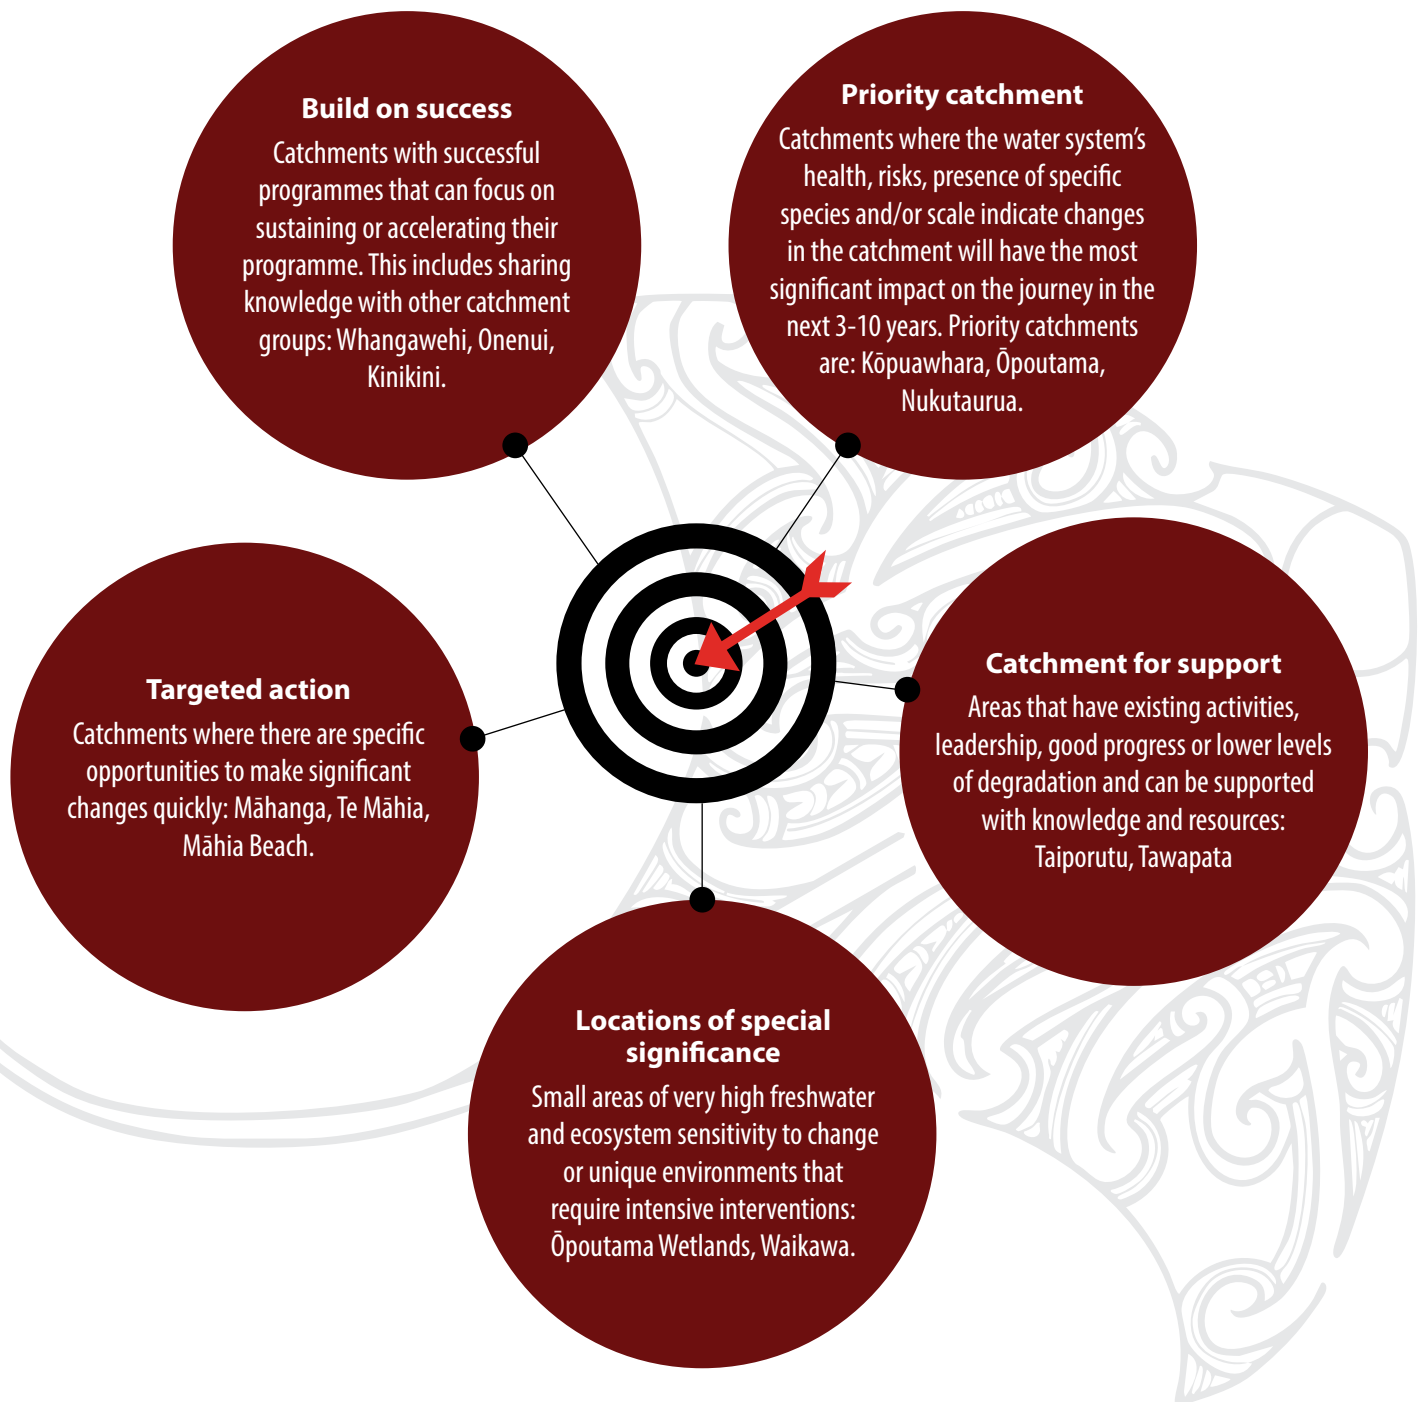 Build on success
Catchments with successful
programmes that can focus on
sustaining or accelerating their
programme. This includes sharing
knowledge with other catchment
groups: Whangawehi, Onenui,
Kinikini.
Priority catchment
Catchments where the water system’s
health, risks, presence of specific
species and/or scale indicate changes
in the catchment will have the most
significant impact on the journey in the
next 3-10 years. Priority catchments
are: Kōpuawhara, Ōpoutama,
Nukutaurua.
Targeted action
Catchments where there are specific
opportunities to make significant
changes quickly: Māhanga, Te Māhia,
Māhia Beach.
Catchment for support
Areas that have existing activities,
leadership, good progress or lower levels
of degradation and can be supported
with knowledge and resources:
Taiporutu, Tawapata
Locations of special
significance
Small areas of very high freshwater
and ecosystem sensitivity to change
or unique environments that
require intensive interventions:
Ōpoutama Wetlands, Waikawa.